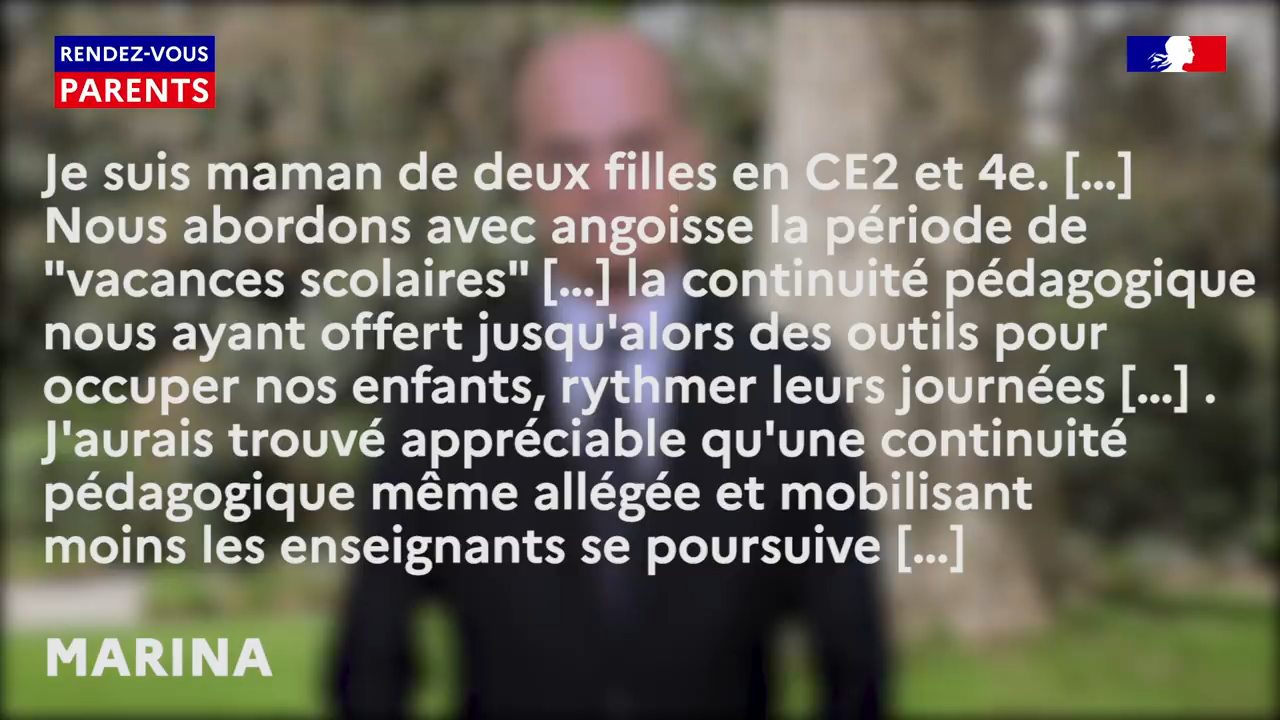 RENDEZ-VOUS
PARENTS
Je suis maman de deux filles en CE2 et 4e. [...]
Nous abordons avec angoisse la période de
"vacances scolaires" [...] la continuité pédagogique
nous ayant offert jusqu'alors des outils pour
occuper nos enfants, rythmer leurs journées [...] .
J'aurais trouvé appréciable qu'une continuité
pédagogique même allégée et mobilisant
moins les enseignants se poursuive [...]
MARINA